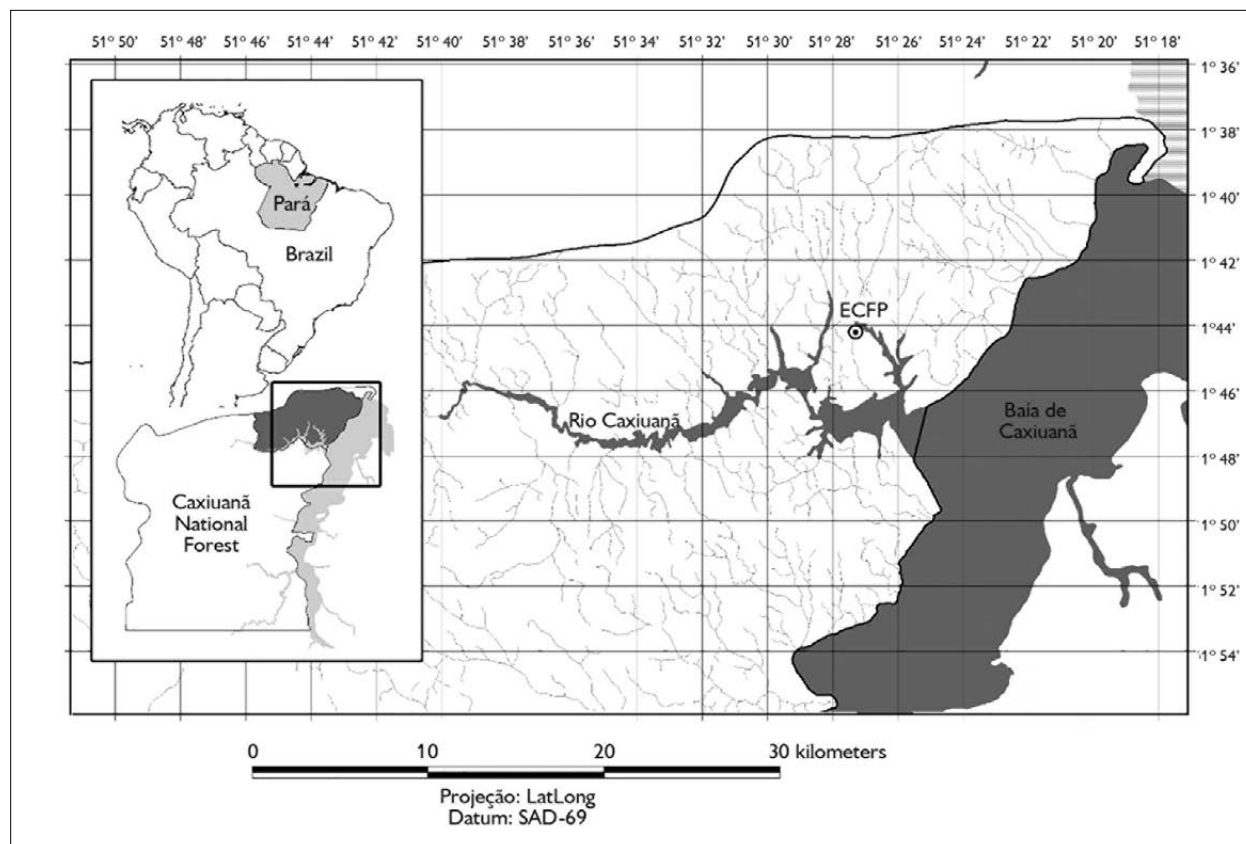 51° 50' 51° 48' 51° 46' 51° 44' 51° 42' 51° 40' 51° 38' 51° 36' 51° 34' 51° 32' 51° 30' 51° 28' 51° 26' 51° 24' 51° 22' 51° 20' 51° 18'
1° 36'
1° 38'
1° 40'
1° 42'
1° 44'
1° 46'
1° 48'
1° 50'
1° 52'
1° 54'
Pará
Brazil
Caxiuanã
National
Forest
ECFP
Rio Caxiuanã
Baía de
Caxiuanã
0 10 20 30 kilometers
Projeção: LatLong
Datum: SAD-69